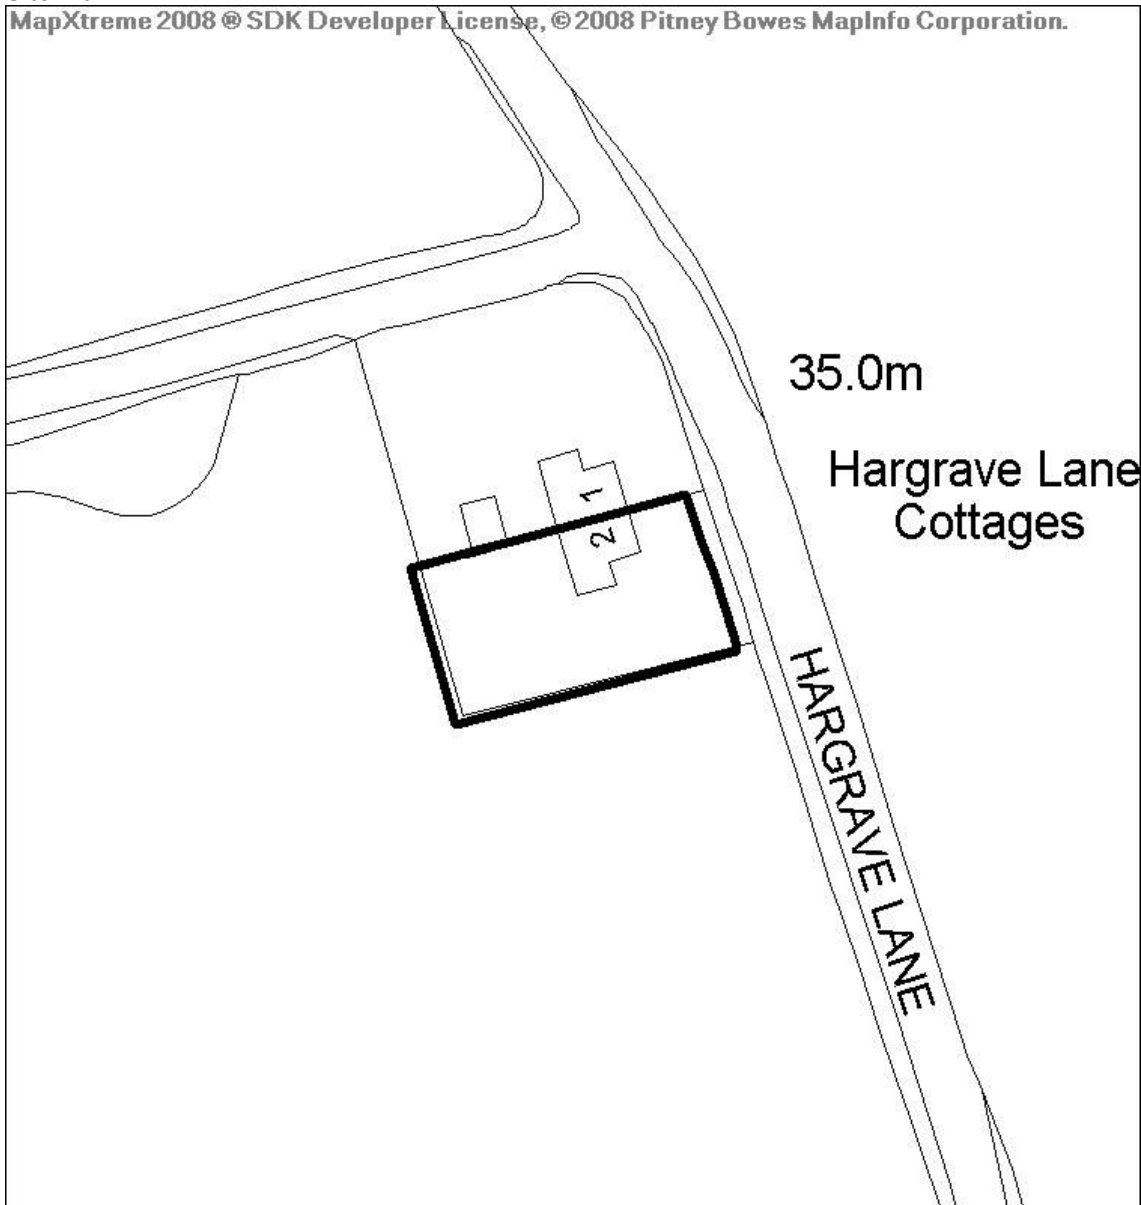 MapXtreme 2008 ® SDK Developer License, © 2008 Pitney Bowes MapInfo Corporation.
35.0m
Hargrave Lane
Cottages
1
2
HARGRAVE LANE